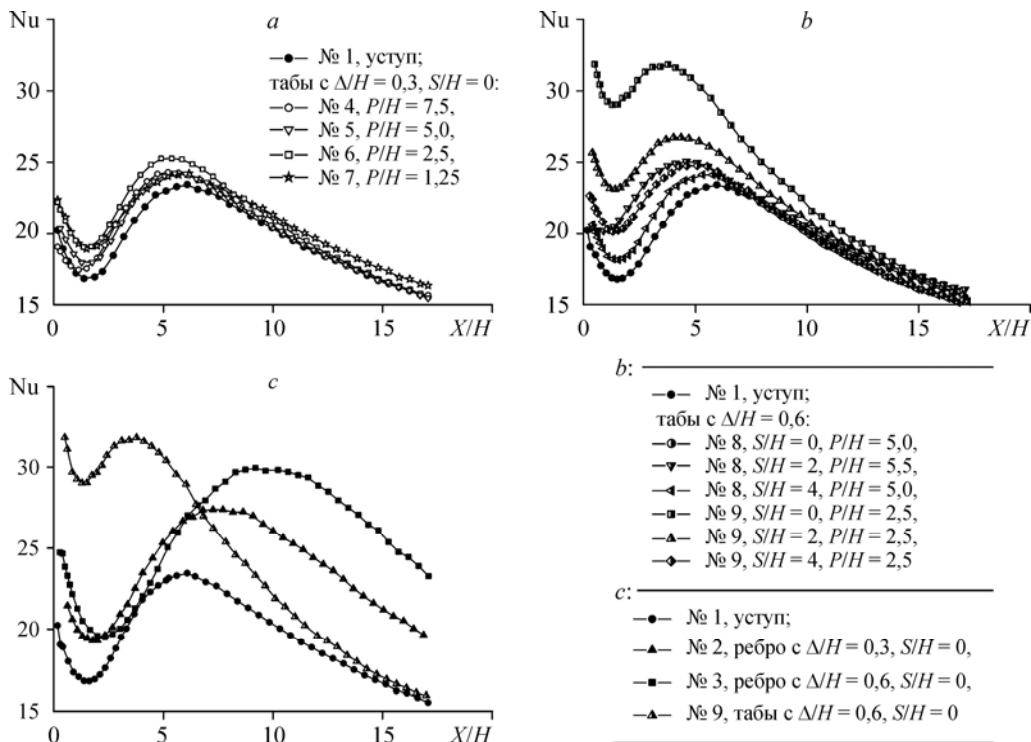 Nu
a
№ 1, уступ;
табы с Δ/H = 0,3, S/H = 0:
№ 4, P/H = 7,5,
№ 5, P/H = 5,0,
№ 6, P/H = 2,5,
№ 7, P/H = 1,25
30
25
20
15
0
5
10
15
X/H
Nu
b
30
25
20
15
0
5
10
15
X/H
Nu
c
30
25
20
15
0
5
10
15
X/H
b:
№ 1, уступ;
табы с Δ/H = 0,6:
№ 8, S/H = 0, P/H = 5,0,
№ 8, S/H = 2, P/H = 5,5,
№ 8, S/H = 4, P/H = 5,0,
№ 9, S/H = 0, P/H = 2,5,
№ 9, S/H = 2, P/H = 2,5,
№ 9, S/H = 4, P/H = 2,5
c:
№ 1, уступ;
№ 2, ребро с Δ/H = 0,3, S/H = 0,
№ 3, ребро с Δ/H = 0,6, S/H = 0,
№ 9, табы с Δ/H = 0,6, S/H = 0